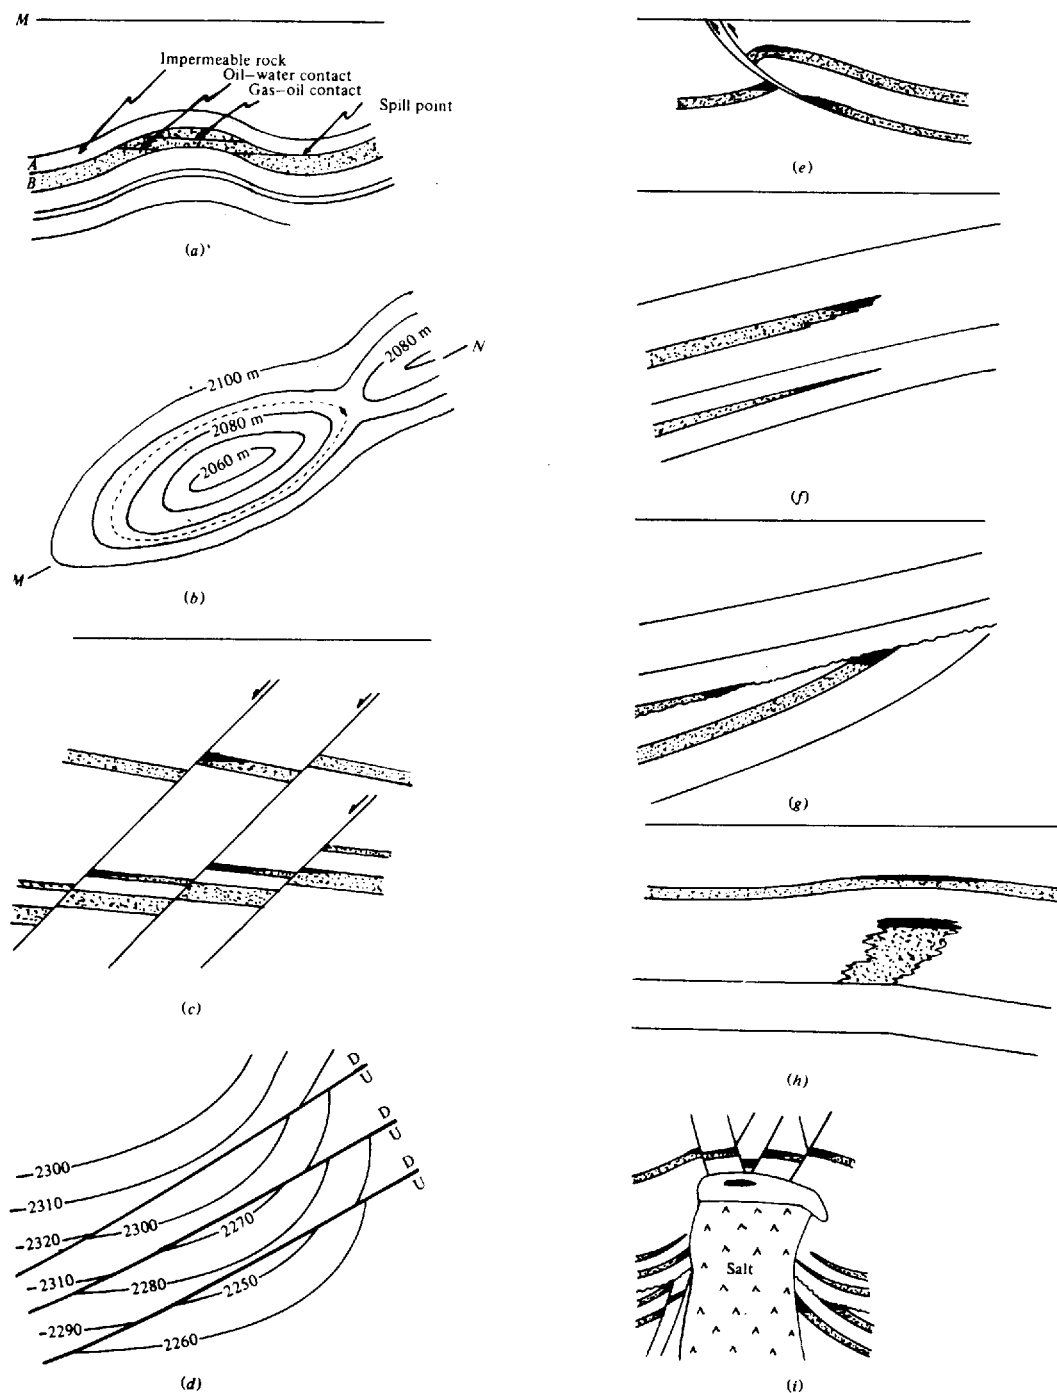 M
Impermeable rock
Oil–water contact
Gas–oil contact
Spill point
A
B
(a)
2080 m
N
2100 m
2080 m
2060 m
M
(b)
(c)
D
U
D
U
D
U
-2300
-2310
-2320
2300
2270
-2310
2280
2250
-2290
2260
(d)
(e)
(f)
(g)
(h)
Salt
(i)